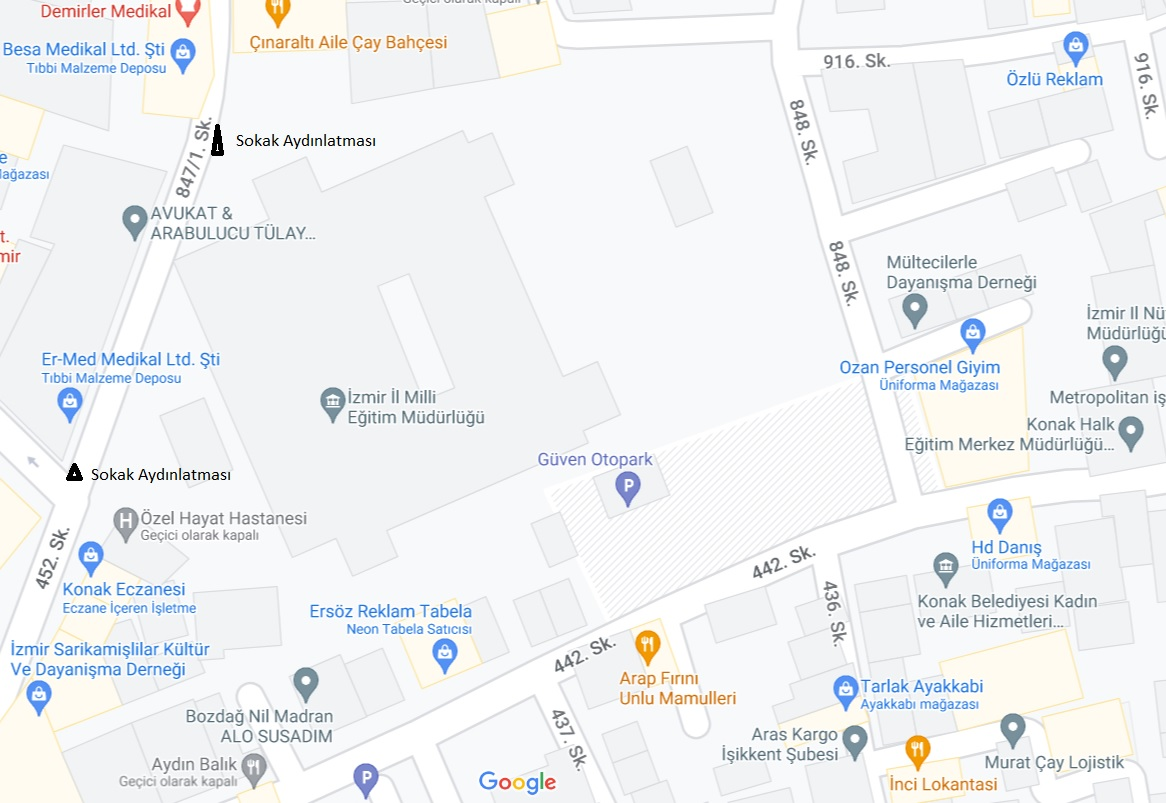 Demirler Medikal
Besa Medikal Ltd. Şti
Tıbbi Malzeme Deposu
Çınaraltı Aile Çay Bahçesi
Geçici olarak kapalı
916. Sk.
Özlü Reklam
916. Sk.
848. Sk.
847/1. Sk.
Sokak Aydınlatması
AVUKAT &
ARABULUCU TÜLAY...
848. Sk.
Mültecilerle
Dayanışma Derneği
Er-Med Medikal Ltd. Şti
Tıbbi Malzeme Deposu
İzmir İl Milli
Eğitim Müdürlüğü
Ozan Personel Giyim
Üniforma Mağazası
İzmir Il Nü
Müdürlüğü
Metropolitan iş
Konak Halk
Eğitim Merkez Müdürlüğü...
Güven Otopark
P
Sokak Aydınlatması
H
Özel Hayat Hastanesi
Geçici olarak kapalı
452. Sk.
Konak Eczanesi
Eczane İçeren İşletme
442. Sk.
436. Sk.
Hd Danış
Üniforma Mağazası
Konak Belediyesi Kadın
ve Aile Hizmetleri...
Ersöz Reklam Tabela
Neon Tabela Satıcısı
İzmir Sarikamişlilar Kültür
Ve Dayanişma Derneği
442. Sk.
Arap Fırını
Unlu Mamulleri
Tarlak Ayakkabi
Ayakkabı mağazası
Bozdağ Nil Madran
ALO SUSADIM
437. Sk.
Aras Kargo
İşikkent Şubesi
Aydın Balık
Geçici olarak kapalı
P
Google
İnci Lokantasi
Murat Çay Lojistik